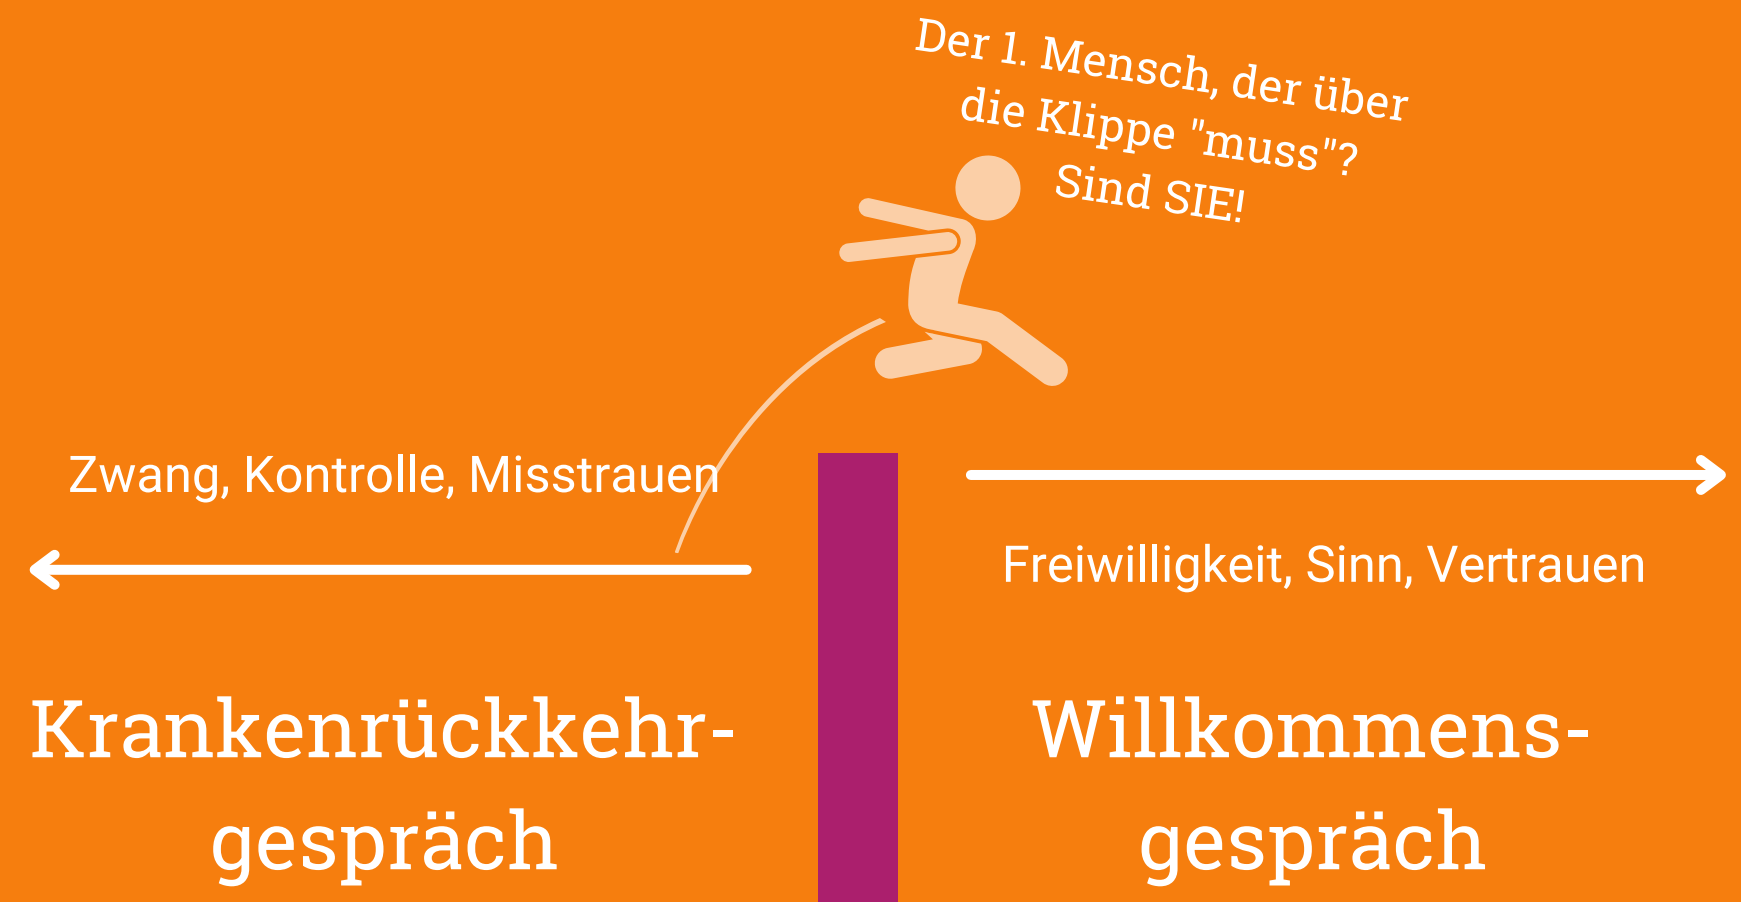 Der 1. Mensch, der über
die Klippe "muss"?
Sind SIE!
Zwang, Kontrolle, Misstrauen
Freiwilligkeit, Sinn, Vertrauen
Krankenrückkehr-
gespräch
Willkommens-
gespräch